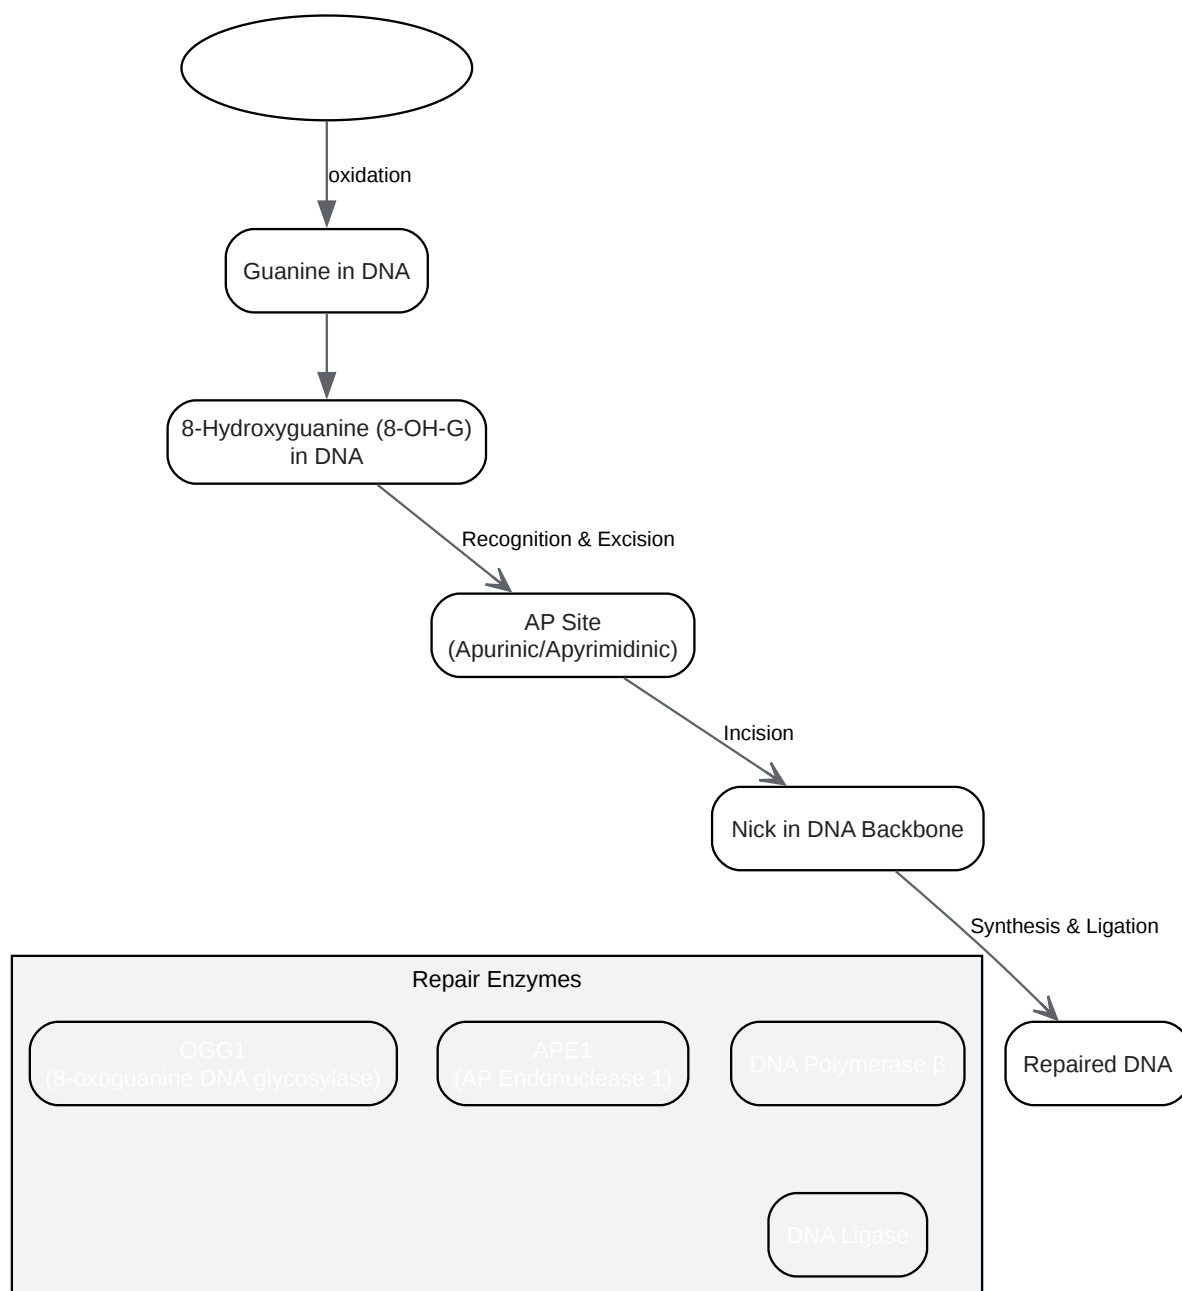 oxidation
Guanine in DNA
8-Hydroxyguanine (8-OH-G)
in DNA
Recognition & Excision
AP Site
(Apurinic/Apyrimidinic)
Incision
Nick in DNA Backbone
Synthesis & Ligation
Repair Enzymes
OGG1
(8-oxoguanine DNA glycosylase)
APE1
(AP Endonuclease 1)
DNA Polymerase β
Repaired DNA
DNA Ligase